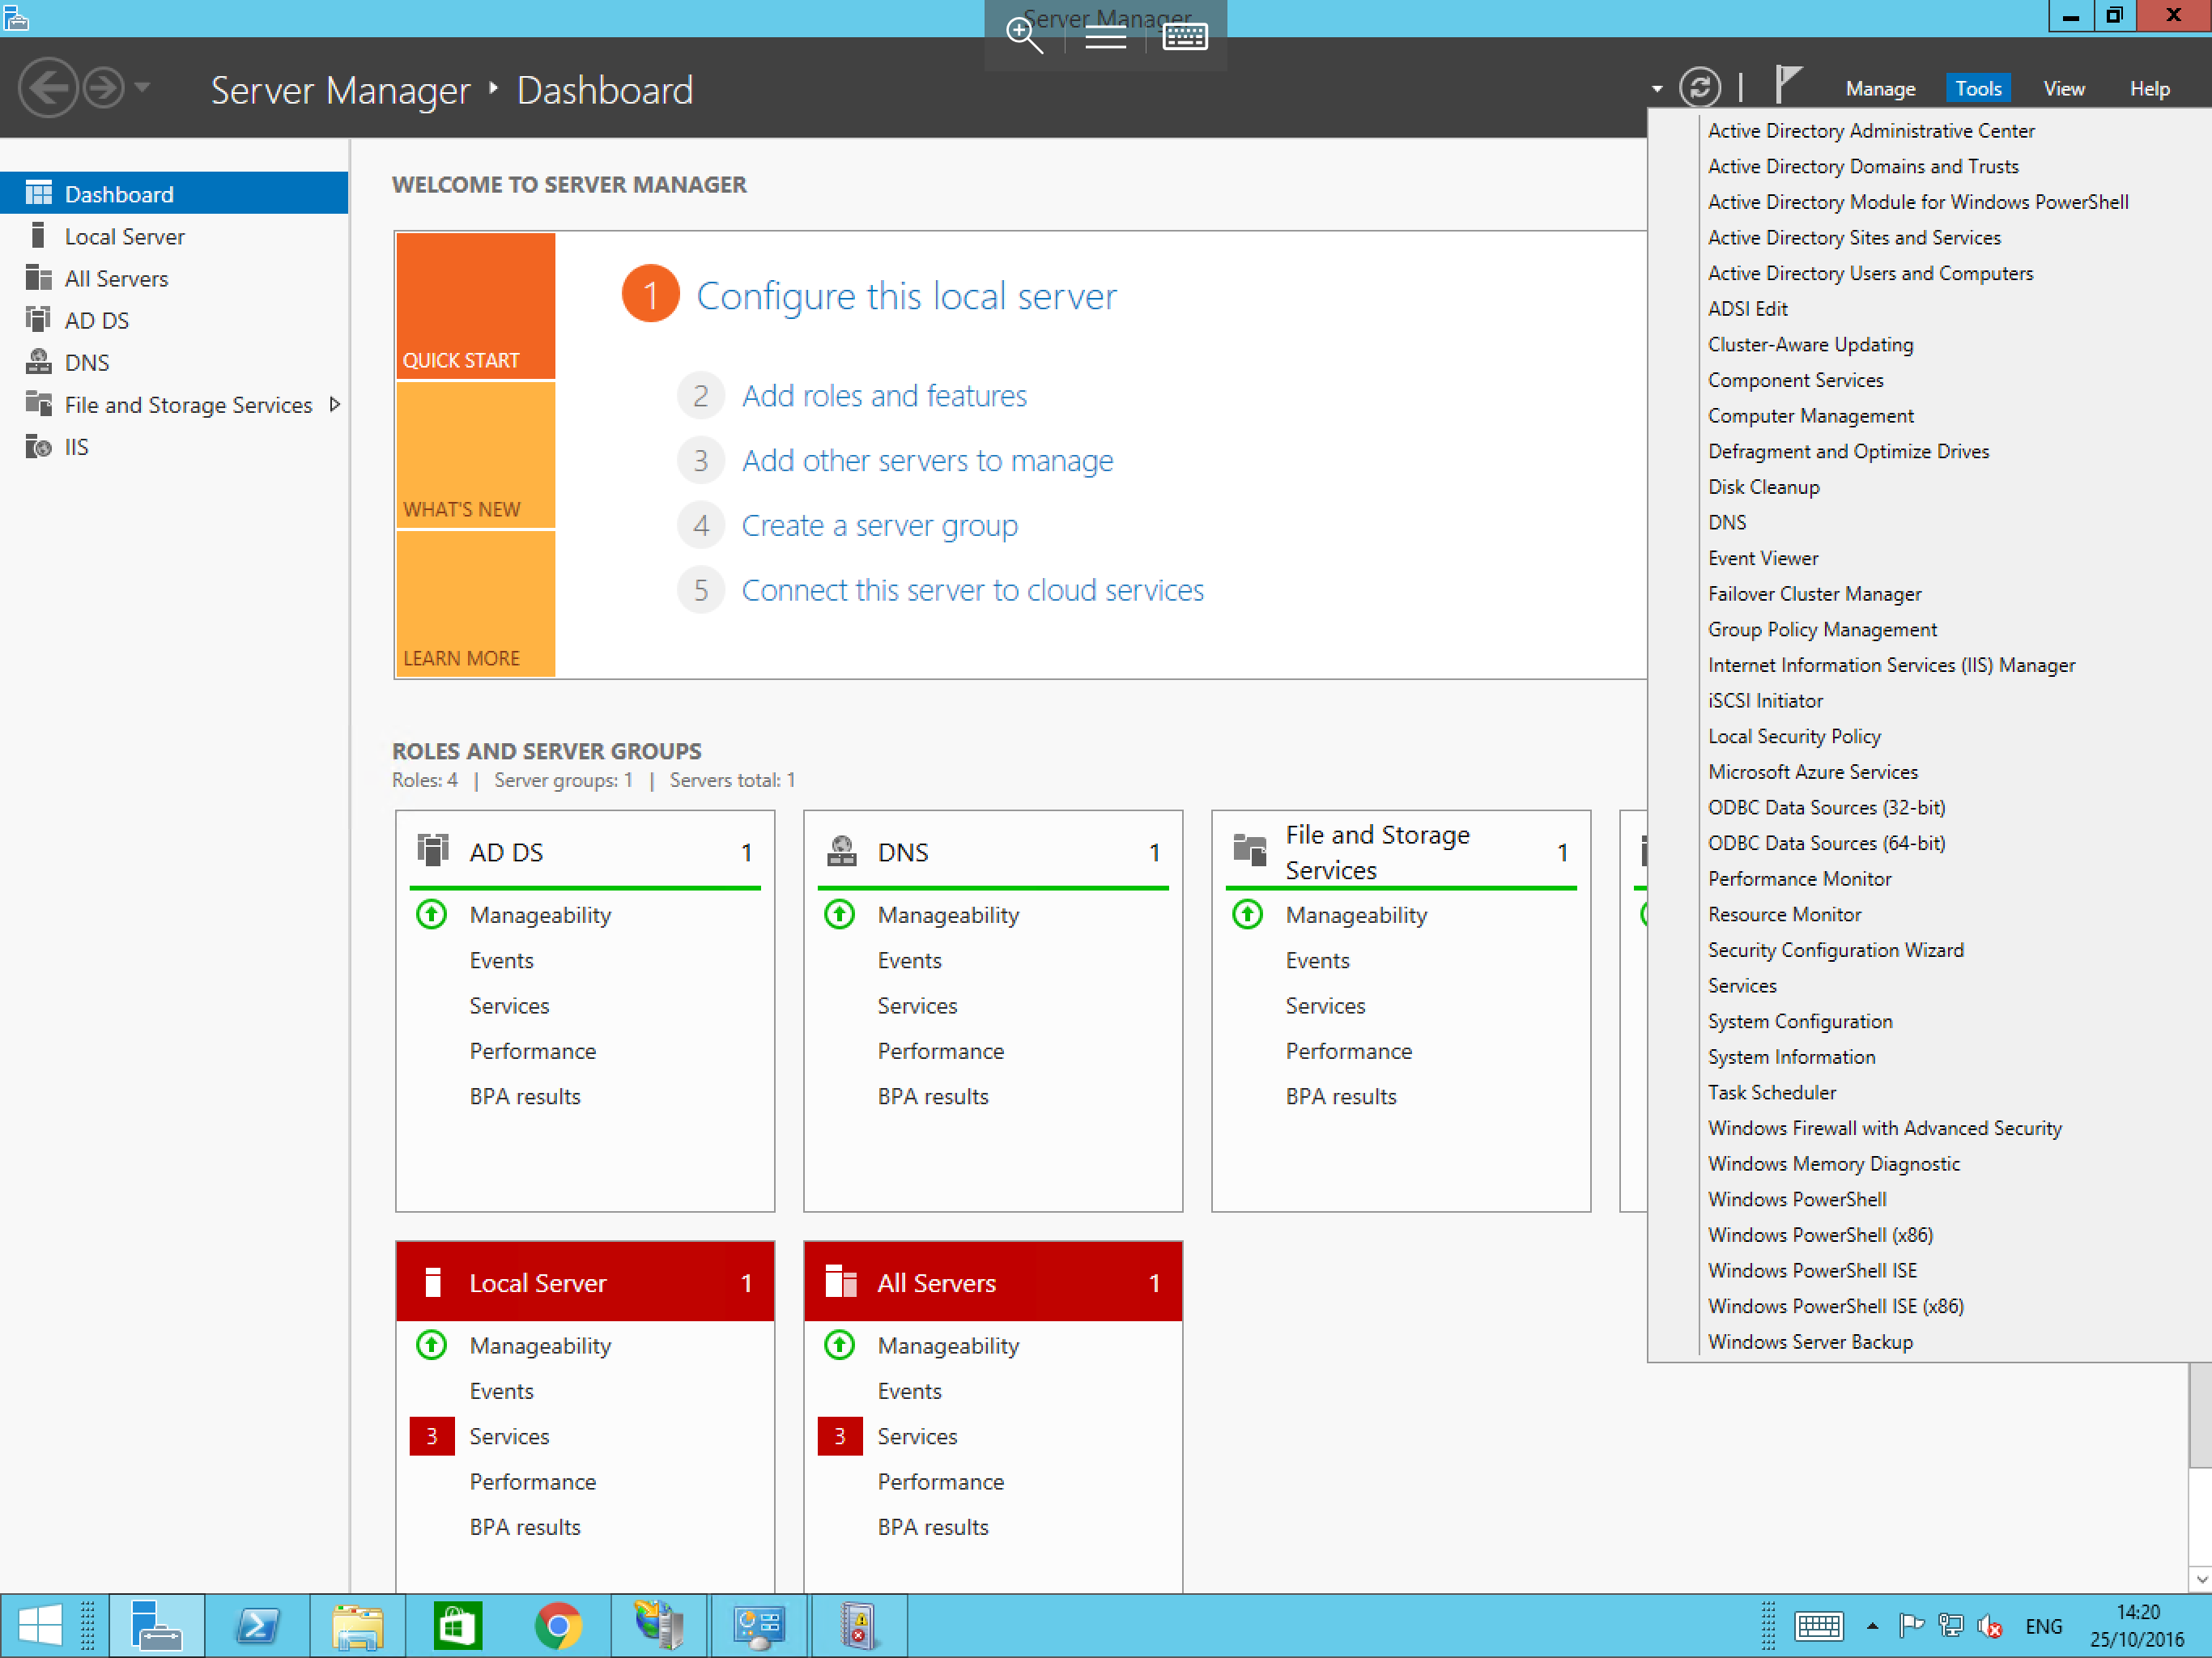 Server Manager
Server Manager ‣ Dashboard
Manage
Tools
View
Help
Dashboard
Local Server
All Servers
AD DS
DNS
File and Storage Services
IIS
WELCOME TO SERVER MANAGER
QUICK START
WHAT'S NEW
LEARN MORE
1 Configure this local server
2 Add roles and features
3 Add other servers to manage
4 Create a server group
5 Connect this server to cloud services
ROLES AND SERVER GROUPS
Roles: 4 | Server groups: 1 | Servers total: 1
AD DS 1
Manageability
Events
Services
Performance
BPA results
DNS 1
Manageability
Events
Services
Performance
BPA results
File and Storage
Services 1
Manageability
Events
Services
Performance
BPA results
Local Server 1
Manageability
Events
3 Services
Performance
BPA results
All Servers 1
Manageability
Events
3 Services
Performance
BPA results
Active Directory Administrative Center
Active Directory Domains and Trusts
Active Directory Module for Windows PowerShell
Active Directory Sites and Services
Active Directory Users and Computers
ADSI Edit
Cluster-Aware Updating
Component Services
Computer Management
Defragment and Optimize Drives
Disk Cleanup
DNS
Event Viewer
Failover Cluster Manager
Group Policy Management
Internet Information Services (IIS) Manager
iSCSI Initiator
Local Security Policy
Microsoft Azure Services
ODBC Data Sources (32-bit)
ODBC Data Sources (64-bit)
Performance Monitor
Resource Monitor
Security Configuration Wizard
Services
System Configuration
System Information
Task Scheduler
Windows Firewall with Advanced Security
Windows Memory Diagnostic
Windows PowerShell
Windows PowerShell (x86)
Windows PowerShell ISE
Windows PowerShell ISE (x86)
Windows Server Backup
ENG
14:20
25/10/2016